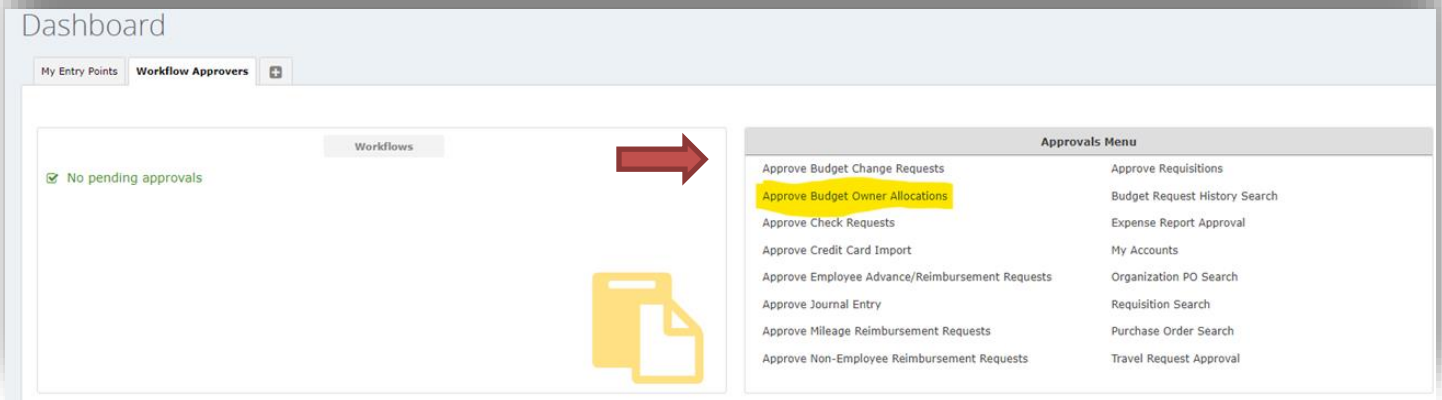 Dashboard
My Entry Points
Workflow Approvers
Workflows
No pending approvals
Approvals Menu
Approve Budget Change Requests
Approve Budget Owner Allocations
Approve Check Requests
Approve Credit Card Import
Approve Employee Advance/Reimbursement Requests
Approve Journal Entry
Approve Mileage Reimbursement Requests
Approve Non-Employee Reimbursement Requests
Approve Requisitions
Budget Request History Search
Expense Report Approval
My Accounts
Organization PO Search
Requisition Search
Purchase Order Search
Travel Request Approval